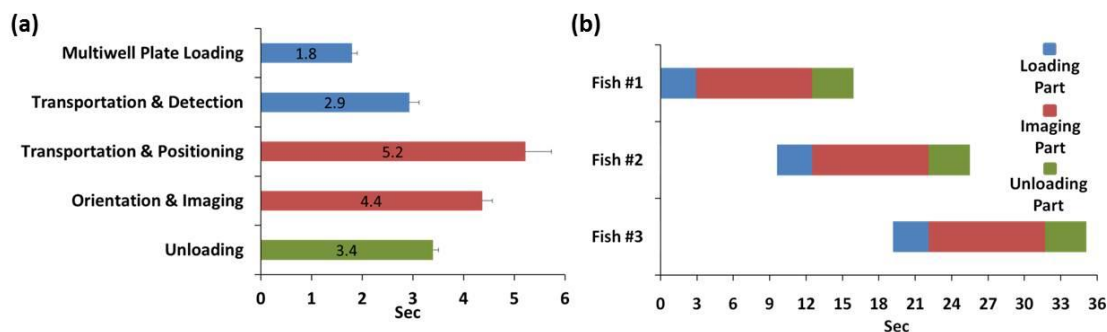 (a)
Multiwell Plate Loading
1.8
Transportation & Detection
2.9
Transportation & Positioning
5.2
Orientation & Imaging
4.4
Unloading
3.4
0 1 2 3 4 5 6
Sec
(b)
Fish #1
Fish #2
Fish #3
0 3 6 9 12 15 18 21 24 27 30 33 36
Sec
Loading
Part
Imaging
Part
Unloading
Part